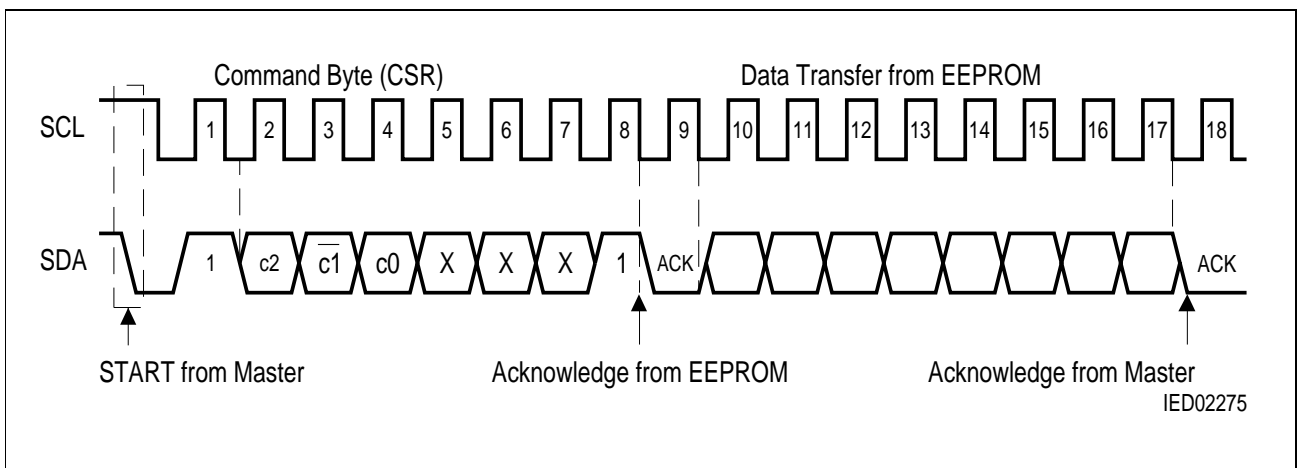 Command Byte (CSR) Data Transfer from EEPROM
SCL 1 2 3 4 5 6 7 8 9 10 11 12 13 14 15 16 17 18
SDA 1 c2 c̅1̅ c0 X X X 1 ACK ACK
START from Master Acknowledge from EEPROM Acknowledge from Master
IED02275